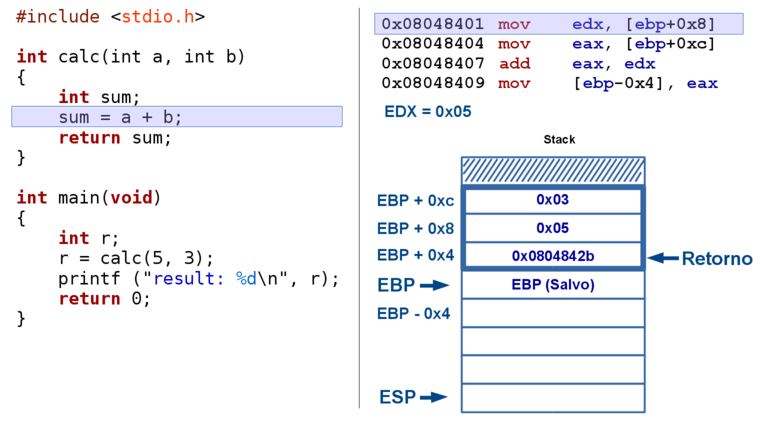 #include <stdio.h>
int calc(int a, int b)
{
int sum;
sum = a + b;
return sum;
}
int main(void)
{
int r;
r = calc(5, 3);
printf ("result: %d\n", r);
return 0;
}
0x08048401 mov edx, [ebp+0x8]
0x08048404 mov eax, [ebp+0xc]
0x08048407 add eax, edx
0x08048409 mov [ebp-0x4], eax
EDX = 0x05
Stack
EBP + 0xc 0x03
EBP + 0x8 0x05
EBP + 0x4 0x0804842b Retorno
EBP EBP (Salvo)
EBP - 0x4
ESP